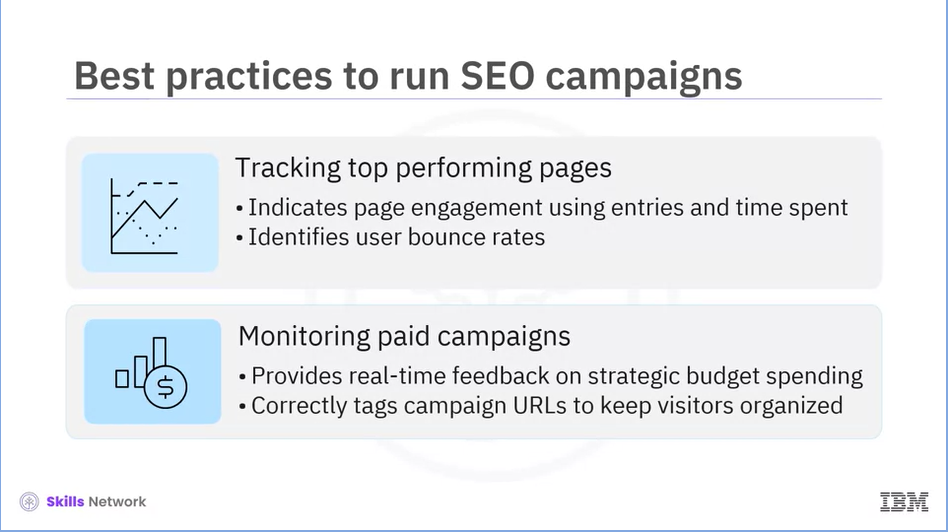 Best practices to run SEO campaigns
Tracking top performing pages
• Indicates page engagement using entries and time spent
• Identifies user bounce rates
$
Monitoring paid campaigns
• Provides real-time feedback on strategic budget spending
• Correctly tags campaign URLs to keep visitors organized
Skills Network
IBM